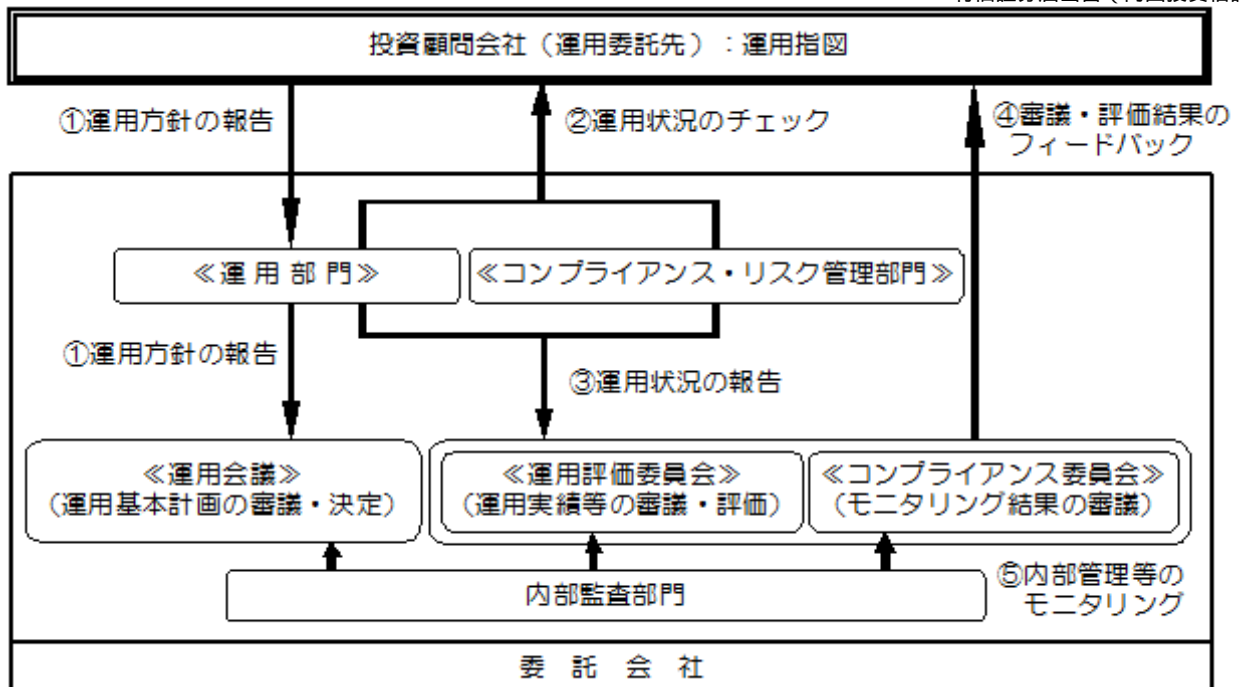 投資顧問会社(運用委託先):運用指図
①運用方針の報告
②運用状況のチェック
④審議・評価結果の
フィードバック
≪運 用 部 門≫
≪コンプライアンス・リスク管理部門≫
①運用方針の報告
③運用状況の報告
≪運用会議≫
(運用基本計画の審議・決定)
≪運用評価委員会≫
(運用実績等の審議・評価)
≪コンプライアンス委員会≫
(モニタリング結果の審議)
内部監査部門
⑤内部管理等の
モニタリング
委 託 会 社